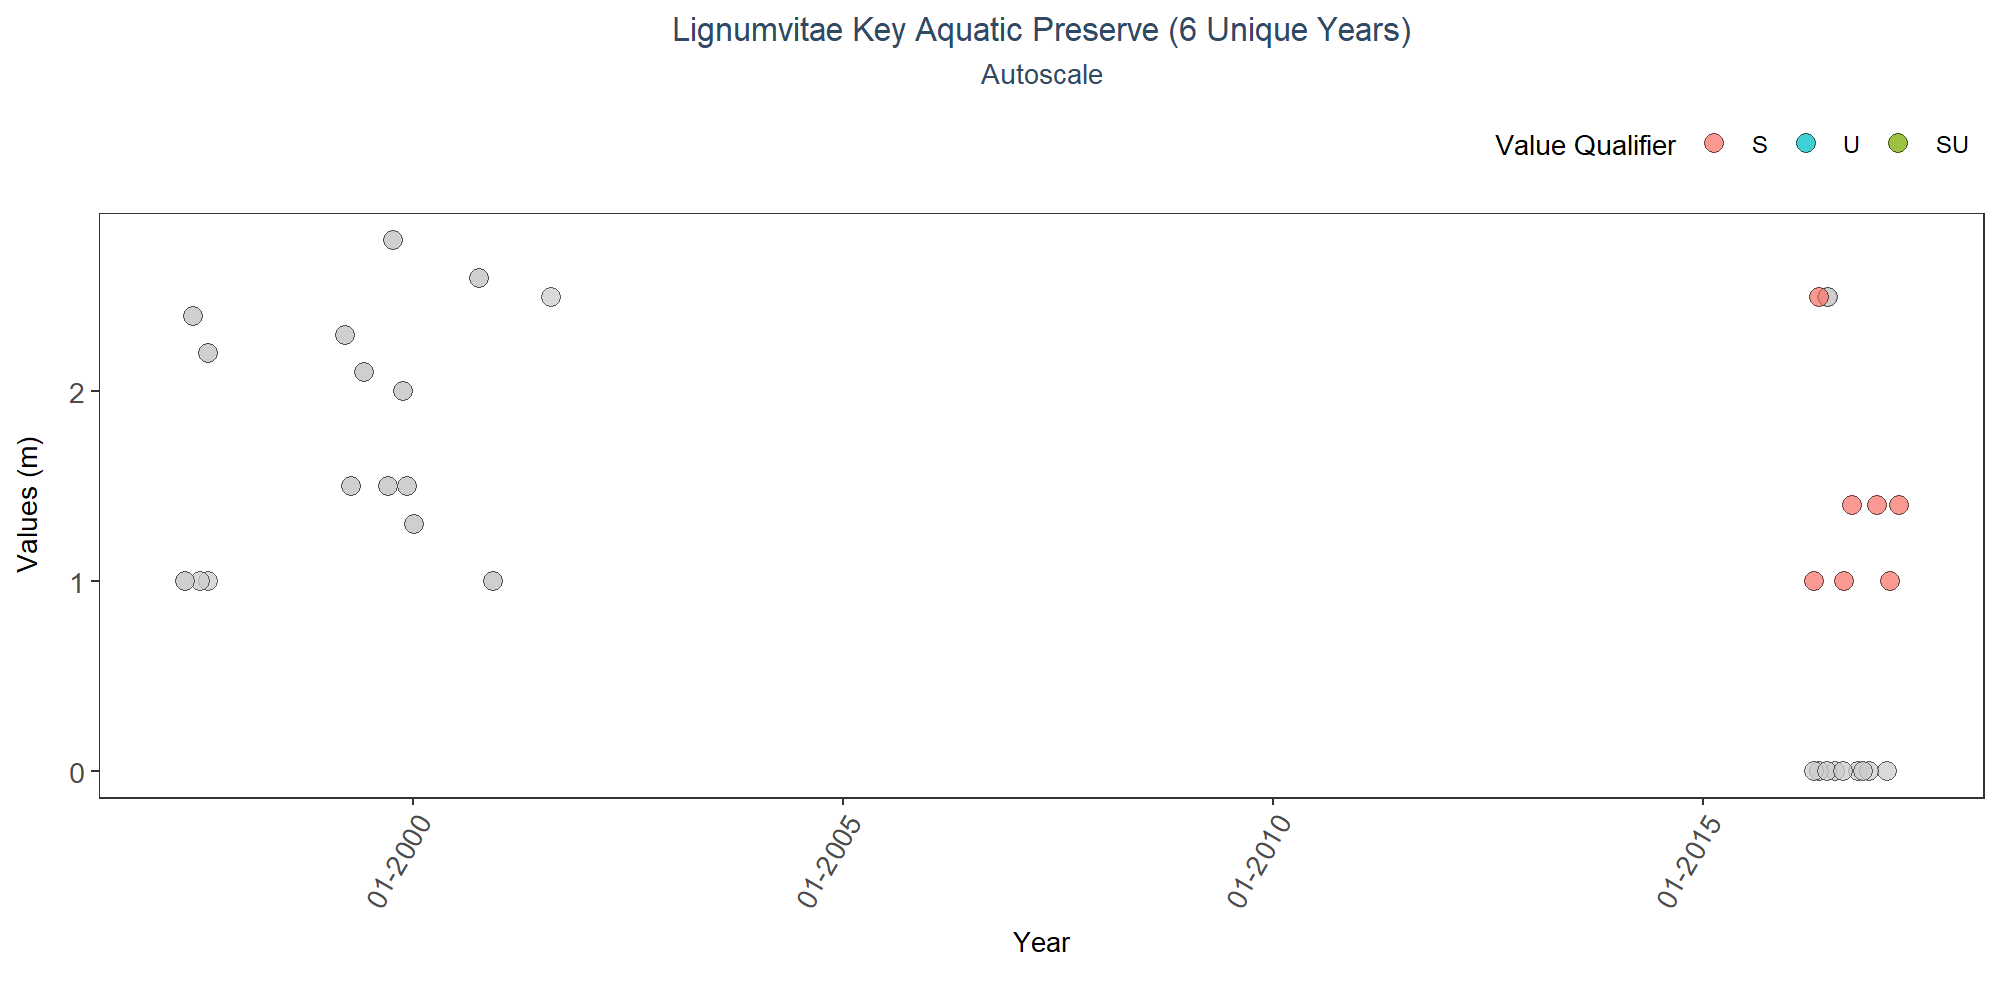 Lignumvitae Key Aquatic Preserve (6 Unique Years)
Autoscale
Value Qualifier S U SU
Values (m)
2
1
0
01-2000 01-2005 01-2010 01-2015
Year